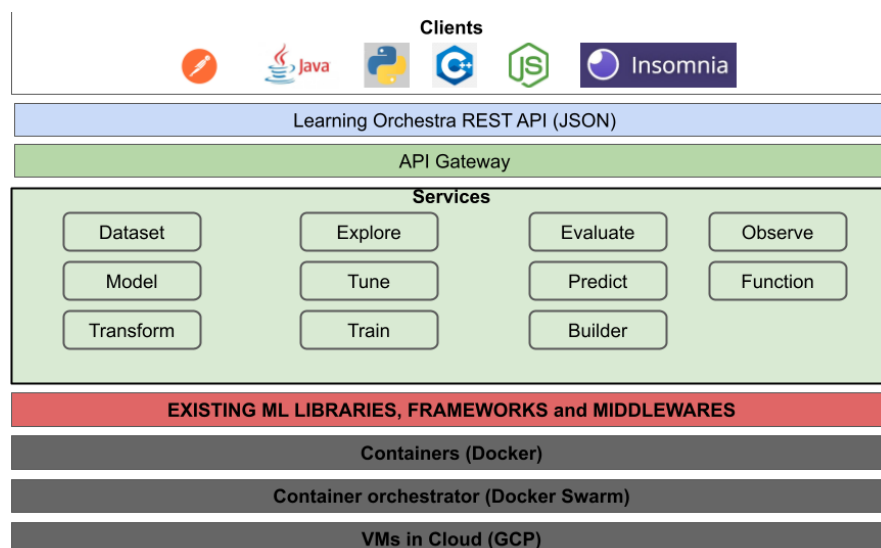 Clients
Java
C++
JS
Insomnia
Learning Orchestra REST API (JSON)
API Gateway
Services
Dataset Explore Evaluate Observe
Model Tune Predict Function
Transform Train Builder
EXISTING ML LIBRARIES, FRAMEWORKS and MIDDLEWARES
Containers (Docker)
Container orchestrator (Docker Swarm)
VMs in Cloud (GCP)